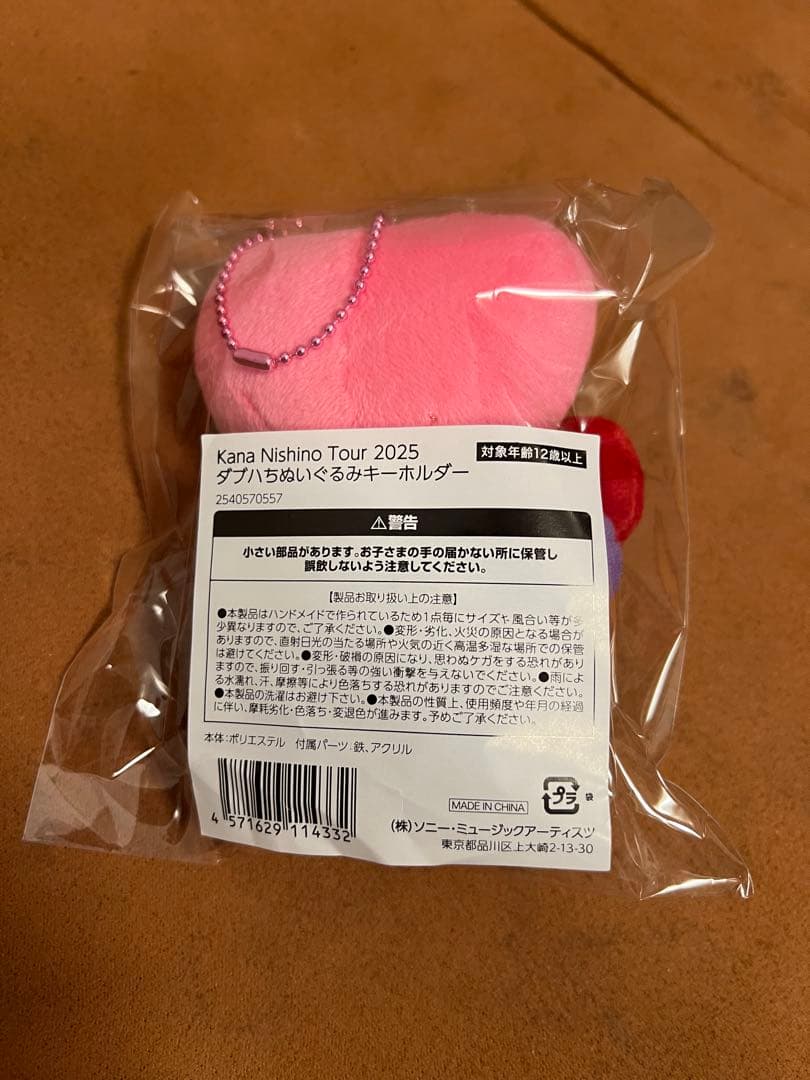 Kana Nishino Tour 2025
対象年齢12歳以上
ダブハちぬいぐるみキーホルダー
2540570557
⚠警告
小さい部品があります。お子さまの手の届かない所に保管し
誤飲しないよう注意してください。
【製品お取り扱い上の注意】
●本製品はハンドメイドで作られているため1点毎にサイズや風合い等が多
少異なりますので、ご了承ください。●変形・劣化、火災の原因となる場合が
ありますので、直射日光の当たる場所や火気の近く高温多湿な場所での保管
は避けてください。●変形・破損の原因になり、思わぬケガをする恐れがあり
ますので、振り回す・引っ張る等の強い衝撃を与えないでください。●雨によ
る水濡れ、汗、摩擦等により色落ちする恐れがありますのでご注意ください。
●本製品の洗濯はお避け下さい。●本製品の性質上、使用頻度や年月の経過
に伴い、摩耗劣化・色落ち・変退色が進みます。予めご了承ください。
本体:ポリエステル 付属パーツ:鉄、アクリル
4 571629 114332
MADE IN CHINA
プラ 袋
(株)ソニー・ミュージックアーティスツ
東京都品川区上大崎2-13-30